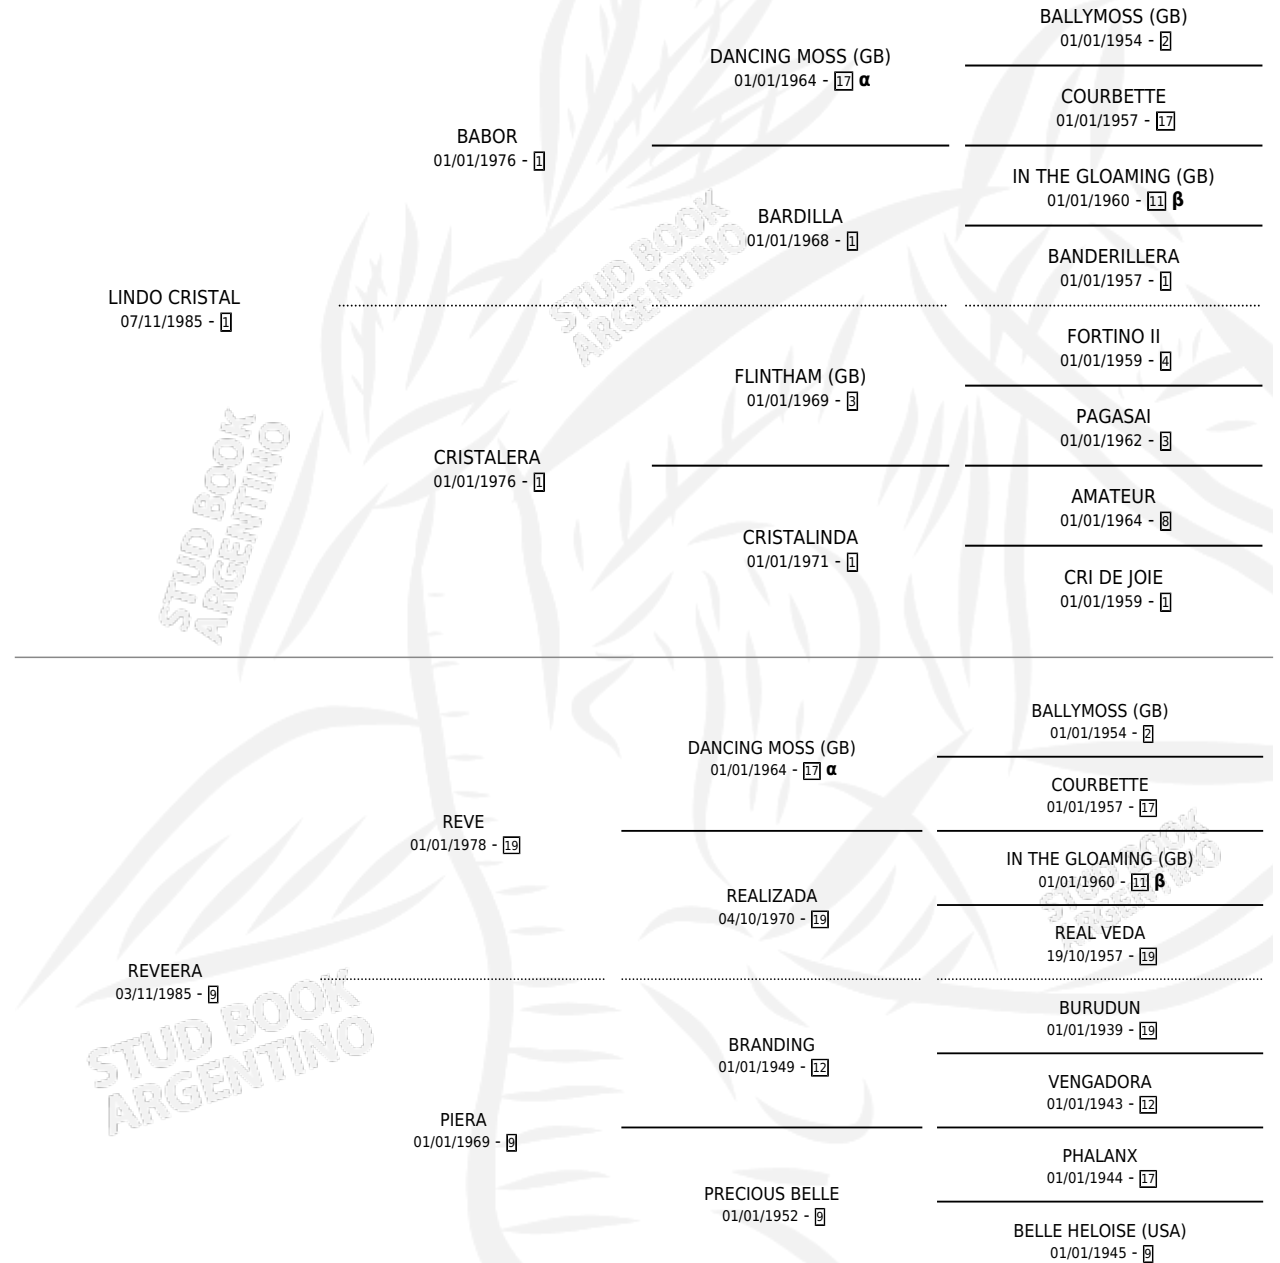 BALLYMOSS (GB)
01/01/1954 - 2
DANCING MOSS (GB)
01/01/1964 - 17 α
COURBETTE
01/01/1957 - 17
BABOR
01/01/1976 - 1
IN THE GLOAMING (GB)
01/01/1960 - 11 β
BARDILLA
01/01/1968 - 1
BANDERILLERA
01/01/1957 - 1
STUD BOOK
ARGENTINO
LINDO CRISTAL
07/11/1985 - 1
FORTINO II
01/01/1959 - 4
FLINTHAM (GB)
01/01/1969 - 3
PAGASAI
01/01/1962 - 3
CRISTALERA
01/01/1976 - 1
AMATEUR
01/01/1964 - 8
CRISTALINDA
01/01/1971 - 1
CRI DE JOIE
01/01/1959 - 1
STUD BOOK
ARGENTINO
BALLYMOSS (GB)
01/01/1954 - 2
DANCING MOSS (GB)
01/01/1964 - 17 α
COURBETTE
01/01/1957 - 17
REVE
01/01/1978 - 19
IN THE GLOAMING (GB)
01/01/1960 - 11 β
REALIZADA
04/10/1970 - 19
REAL VEDA
19/10/1957 - 19
STUD BOOK
ARGENTINO
REVEERA
03/11/1985 - 9
BURUDUN
01/01/1939 - 19
BRANDING
01/01/1949 - 12
VENGADORA
01/01/1943 - 12
STUD BOOK
ARGENTINO
PIERA
01/01/1969 - 9
PHALANX
01/01/1944 - 17
PRECIOUS BELLE
01/01/1952 - 9
BELLE HELOISE (USA)
01/01/1945 - 9